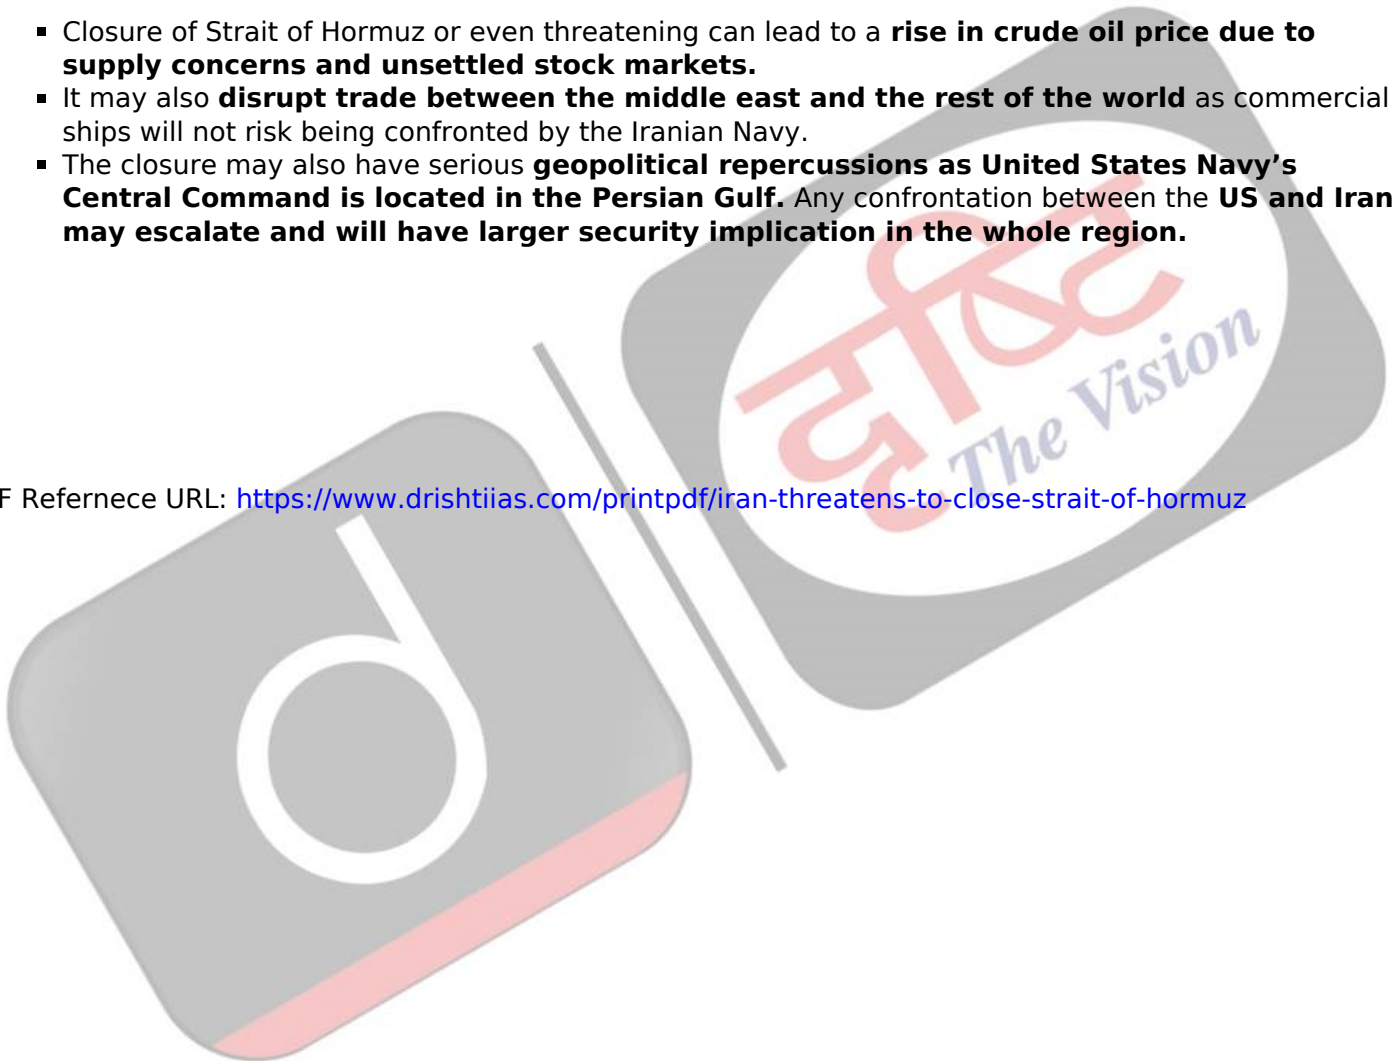 ▪ Closure of Strait of Hormuz or even threatening can lead to a rise in crude oil price due to
supply concerns and unsettled stock markets.
▪ It may also disrupt trade between the middle east and the rest of the world as commercial
ships will not risk being confronted by the Iranian Navy.
▪ The closure may also have serious geopolitical repercussions as United States Navy’s
Central Command is located in the Persian Gulf. Any confrontation between the US and Iran
may escalate and will have larger security implication in the whole region.
दृष्टि
The Vision
F Refernece URL: https://www.drishtiias.com/printpdf/iran-threatens-to-close-strait-of-hormuz
d